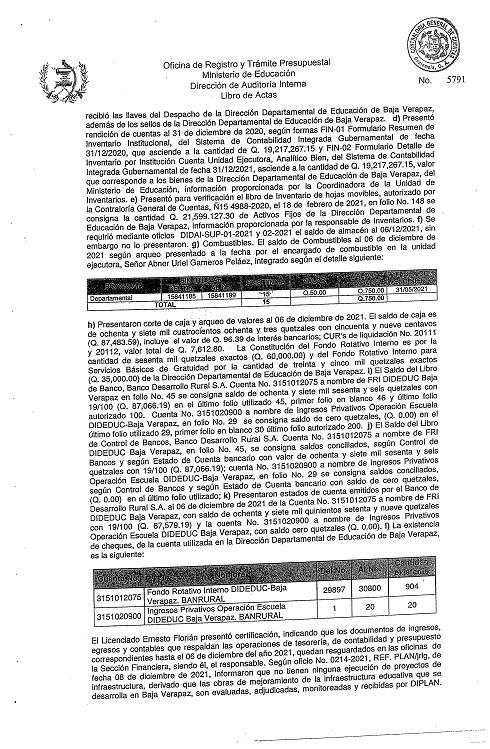 CONTRALORIA GENERAL DE CUENTAS
No. 5791
Oficina de Registro y Trámite Presupuestal
Ministerio de Educación
Dirección de Auditoría Interna
Libro de Actas
recibió las llaves del Despacho de la Dirección Departamental de Educación de Baja Verapaz,
además de los sellos de la Dirección Departamental de Educación de Baja Verapaz. d) Presentó
rendición de cuentas al 31 de diciembre de 2020, según formas FIN-01 Formulario Resumen de
Inventario Institucional, del Sistema de Contabilidad Integrada Gubernamental de fecha
31/12/2020, que asciende a la cantidad de Q. 19,217,267.15 y FIN-02 Formulario Detalle de
Inventario por Institución Cuenta Unidad Ejecutora, Analítico Bien, del Sistema de Contabilidad
Integrada Gubernamental de fecha 31/12/2021, asciende a la cantidad de Q. 19,217,267.15, valor
que corresponde a los bienes de la Dirección Departamental de Educación de Baja Verapaz, del
Ministerio de Educación, información proporcionada por la Coordinadora de la Unidad de
Inventarios. e) Presentó para verificación el libro de Inventario de hojas movibles, autorizado por
la Contraloría General de Cuentas, N15 4988-2020, el 18 de febrero de 2021, en folio No. 148 se
consigna la cantidad Q. 21,599.127.30 de Activos Fijos de la Dirección Departamental de
Educación de Baja Verapaz, información proporcionada por la responsable de Inventarios. f) Se
requirió mediante oficios DIDAI-SUP-01-2021 y 02-2021 el saldo de almacén al 06/12/2021, sin
embargo no lo presentaron. g) Combustibles. El saldo de Combustibles al 06 de diciembre de
2021 según arqueo presentado a la fecha por el encargado de combustible en la unidad
ejecutora, Señor Abner Uriel Gameros Peláez, integrado según el detalle siguiente:
Departamental 15841185 15841199 15 Q.50.00 Q.750.00 31/05/2021
TOTAL 15 Q.750.00
h) Presentaron corte de caja y arqueo de valores al 06 de diciembre de 2021. El saldo de caja es
de ochenta y siete mil cuatrocientos ochenta y tres quetzales con cincuenta y nueve centavos
(Q. 87,483.59), incluye el valor de Q. 96.39 de interés bancarios; CUR's de liquidación No. 20111
y 20112, valor total de Q. 7,612.80. - La Constitución del Fondo Rotativo Interno es por la
cantidad de sesenta mil quetzales exactos (Q. 60,000.00) y del Fondo Rotativo Interno para
Servicios Básicos de Gratuidad por la cantidad de treinta y cinco mil quetzales exactos
(Q. 35,000.00) de la Dirección Departamental de Educación de Baja Verapaz. i) El Saldo del Libro
de Banco, Banco Desarrollo Rural S.A. Cuenta No. 3151012075 a nombre de FRI DIDEDUC Baja
Verapaz en folio No. 45 se consigna saldo de ochenta y siete mil sesenta y seis quetzales con
19/100 (Q. 87,066.19) en el último folio utilizado 45, primer folio en blanco 46 y último folio
autorizado 100. Cuenta No. 3151020900 a nombre de Ingresos Privativos Operación Escuela
DIDEDUC-Baja Verapaz, en folio No. 29 se consigna saldo de cero quetzales, (Q. 0.00) en el
último folio utilizado 29, primer folio en blanco 30 último folio autorizado 200. j) El Saldo del Libro
de Control de Bancos, Banco Desarrollo Rural S.A. Cuenta No. 3151012075 a nombre de FRI
DIDEDUC Baja Verapaz, en folio No. 45, se consigna saldos conciliados, según Control de
Bancos y según Estado de Cuenta bancario con valor de ochenta y siete mil sesenta y seis
quetzales con 19/100 (Q. 87,066.19); cuenta No. 3151020900 a nombre de Ingresos Privativos
Operación Escuela DIDEDUC-Baja Verapaz, en folio No. 29 se consigna saldos conciliados,
según Control de Bancos y según Estado de Cuenta bancario con saldo de cero quetzales,
(Q. 0.00) en el último folio utilizado; k) Presentaron estados de cuenta emitidos por el Banco de
Desarrollo Rural S.A. al 06 de diciembre de 2021 de la Cuenta No. 3151012075 a nombre de FRI
DIDEDUC Baja Verapaz, con saldo de ochenta y siete mil quinientos setenta y nueve quetzales
con 19/100 (Q. 87,579.19) y la cuenta No. 3151020900 a nombre de Ingresos Privativos
Operación Escuela DIDEDUC Baja Verapaz, con saldo cero quetzales (Q. 0.00). l) La existencia
de cheques, de la cuenta utilizada en la Dirección Departamental de Educación de Baja Verapaz,
es la siguiente:
Cuenta No. Nombre Del No. Al No. Cantidad existente
3151012075 Fondo Rotativo Interno DIDEDUC-Baja Verapaz. BANRURAL 29897 30800 904
3151020900 Ingresos Privativos Operación Escuela DIDEDUC Baja Verapaz. BANRURAL 1 20 20
El Licenciado Ernesto Florián presentó certificación, indicando que los documentos de ingresos,
egresos y contables que respaldan las operaciones de tesorería, de contabilidad y presupuesto
correspondientes hasta el 06 de diciembre del año 2021, quedan resguardados en las oficinas de
la Sección Financiera, siendo él, el responsable. Según oficio No. 0214-2021, REF. PLAN/jrlg, de
fecha 08 de diciembre de 2021, informaron que no tienen ninguna ejecución de proyectos de
infraestructura, derivado que las obras de mejoramiento de la infraestructura educativa que se
desarrolla en Baja Verapaz, son evaluadas, adjudicadas, monitoreadas y recibidas por DIPLAN.